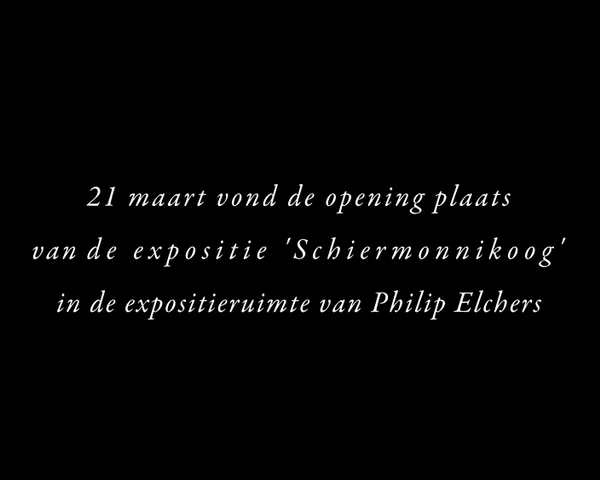 21 maart vond de opening plaats
van de expositie 'Schiermonnikoog'
in de expositieruimte van Philip Elchers